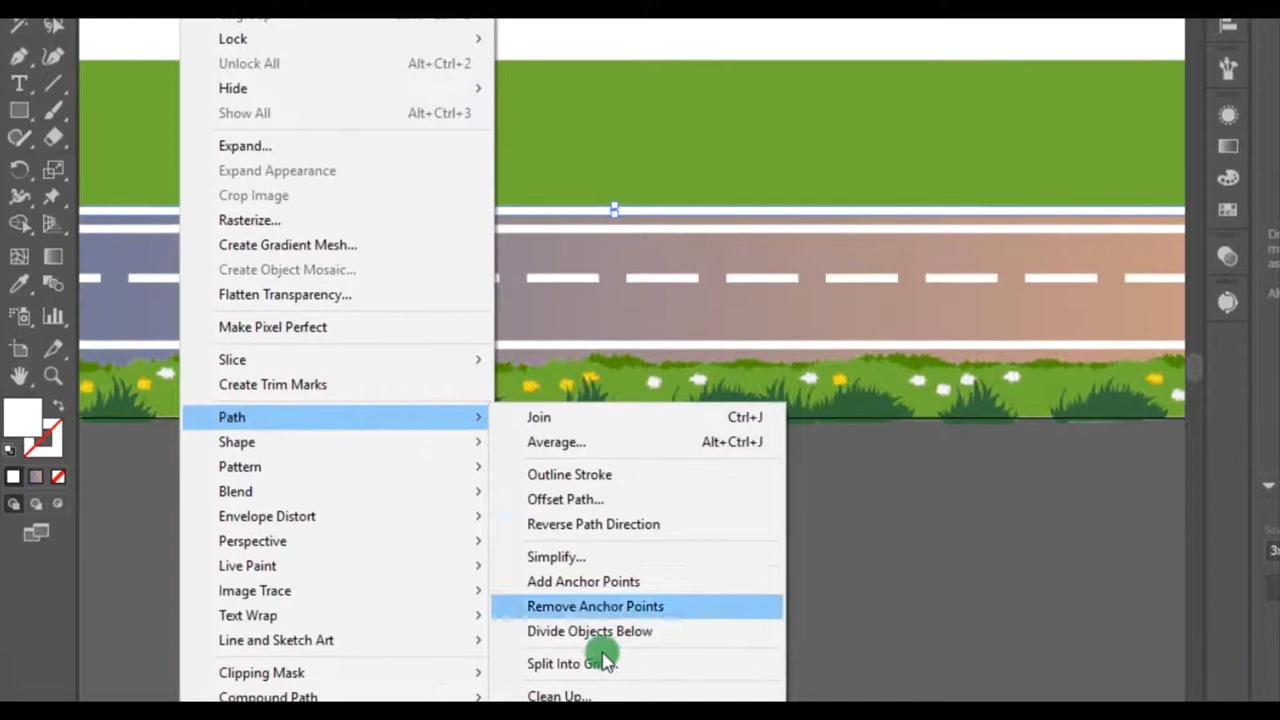 Lock
Unlock All Alt+Ctrl+2
Hide
Show All Alt+Ctrl+3
Expand...
Expand Appearance
Crop Image
Rasterize...
Create Gradient Mesh...
Create Object Mosaic...
Flatten Transparency...
Make Pixel Perfect
Slice
Create Trim Marks
Path
Shape
Pattern
Blend
Envelope Distort
Perspective
Live Paint
Image Trace
Text Wrap
Line and Sketch Art
Clipping Mask
Compound Path
Join Ctrl+J
Average... Alt+Ctrl+J
Outline Stroke
Offset Path...
Reverse Path Direction
Simplify...
Add Anchor Points
Remove Anchor Points
Divide Objects Below
Split Into
Clean Up...